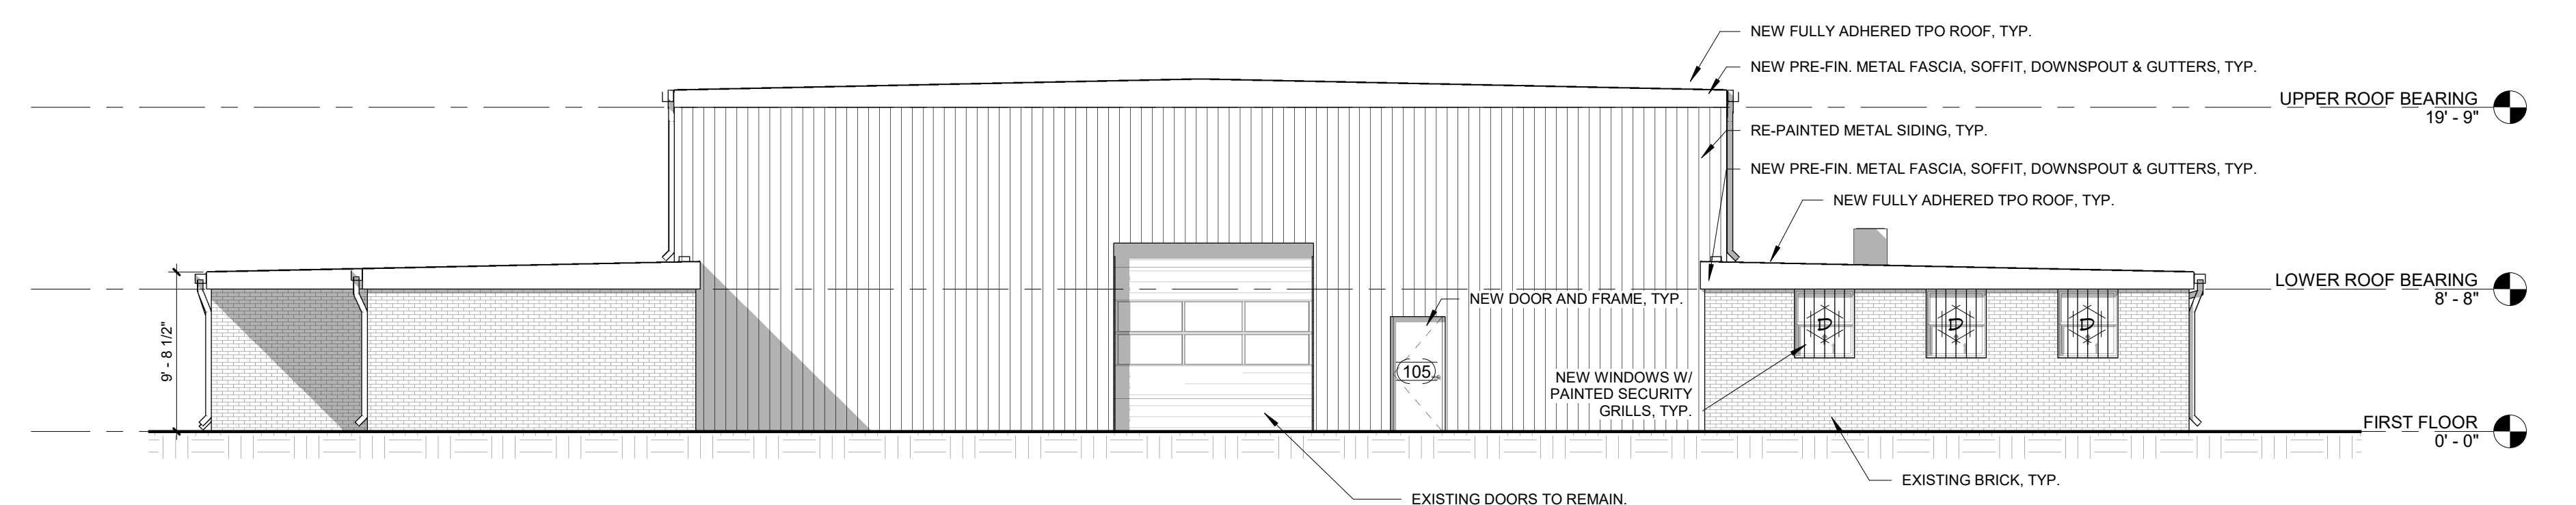 NEW FULLY ADHERED TPO ROOF, TYP.
NEW PRE-FIN. METAL FASCIA, SOFFIT, DOWNSPOUT & GUTTERS, TYP.
UPPER ROOF BEARING
19' - 9"
RE-PAINTED METAL SIDING, TYP.
NEW PRE-FIN. METAL FASCIA, SOFFIT, DOWNSPOUT & GUTTERS, TYP.
NEW FULLY ADHERED TPO ROOF, TYP.
LOWER ROOF BEARING
8' - 8"
NEW DOOR AND FRAME, TYP.
9' - 8 1/2"
D
D
D
105
NEW WINDOWS W/
PAINTED SECURITY
GRILLS, TYP.
FIRST FLOOR
0' - 0"
EXISTING BRICK, TYP.
EXISTING DOORS TO REMAIN.